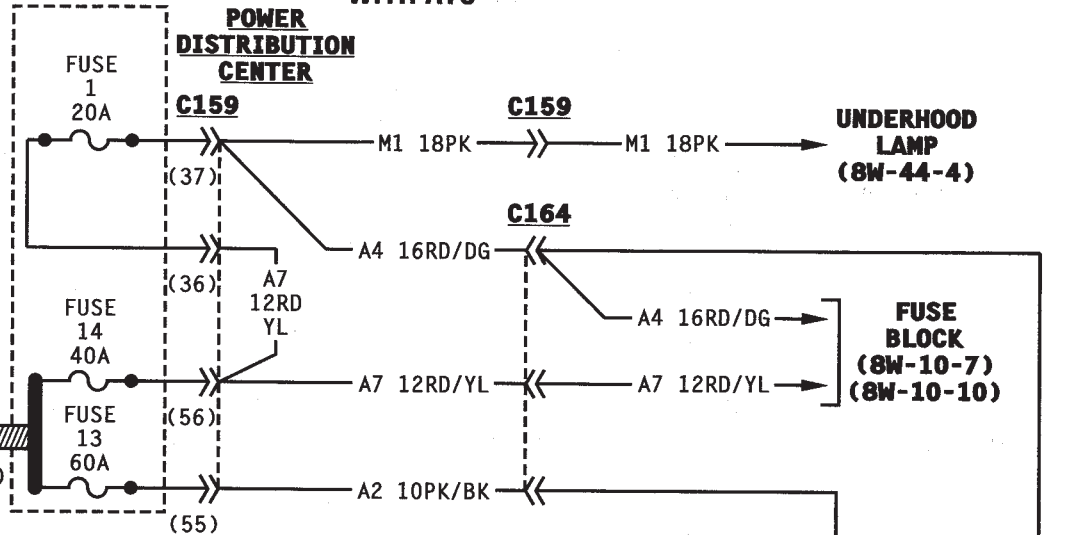 POWER
DISTRIBUTION
CENTER
FUSE
1
20A
C159
C159
M1 18PK
M1 18PK
UNDERHOOD
LAMP
(8W-44-4)
(37)
C164
A4 16RD/DG
(36)
A7
12RD
YL
FUSE
14
40A
A4 16RD/DG
FUSE
BLOCK
(8W-10-7)
(8W-10-10)
A7 12RD/YL
A7 12RD/YL
(56)
FUSE
13
60A
A2 10PK/BK
(55)